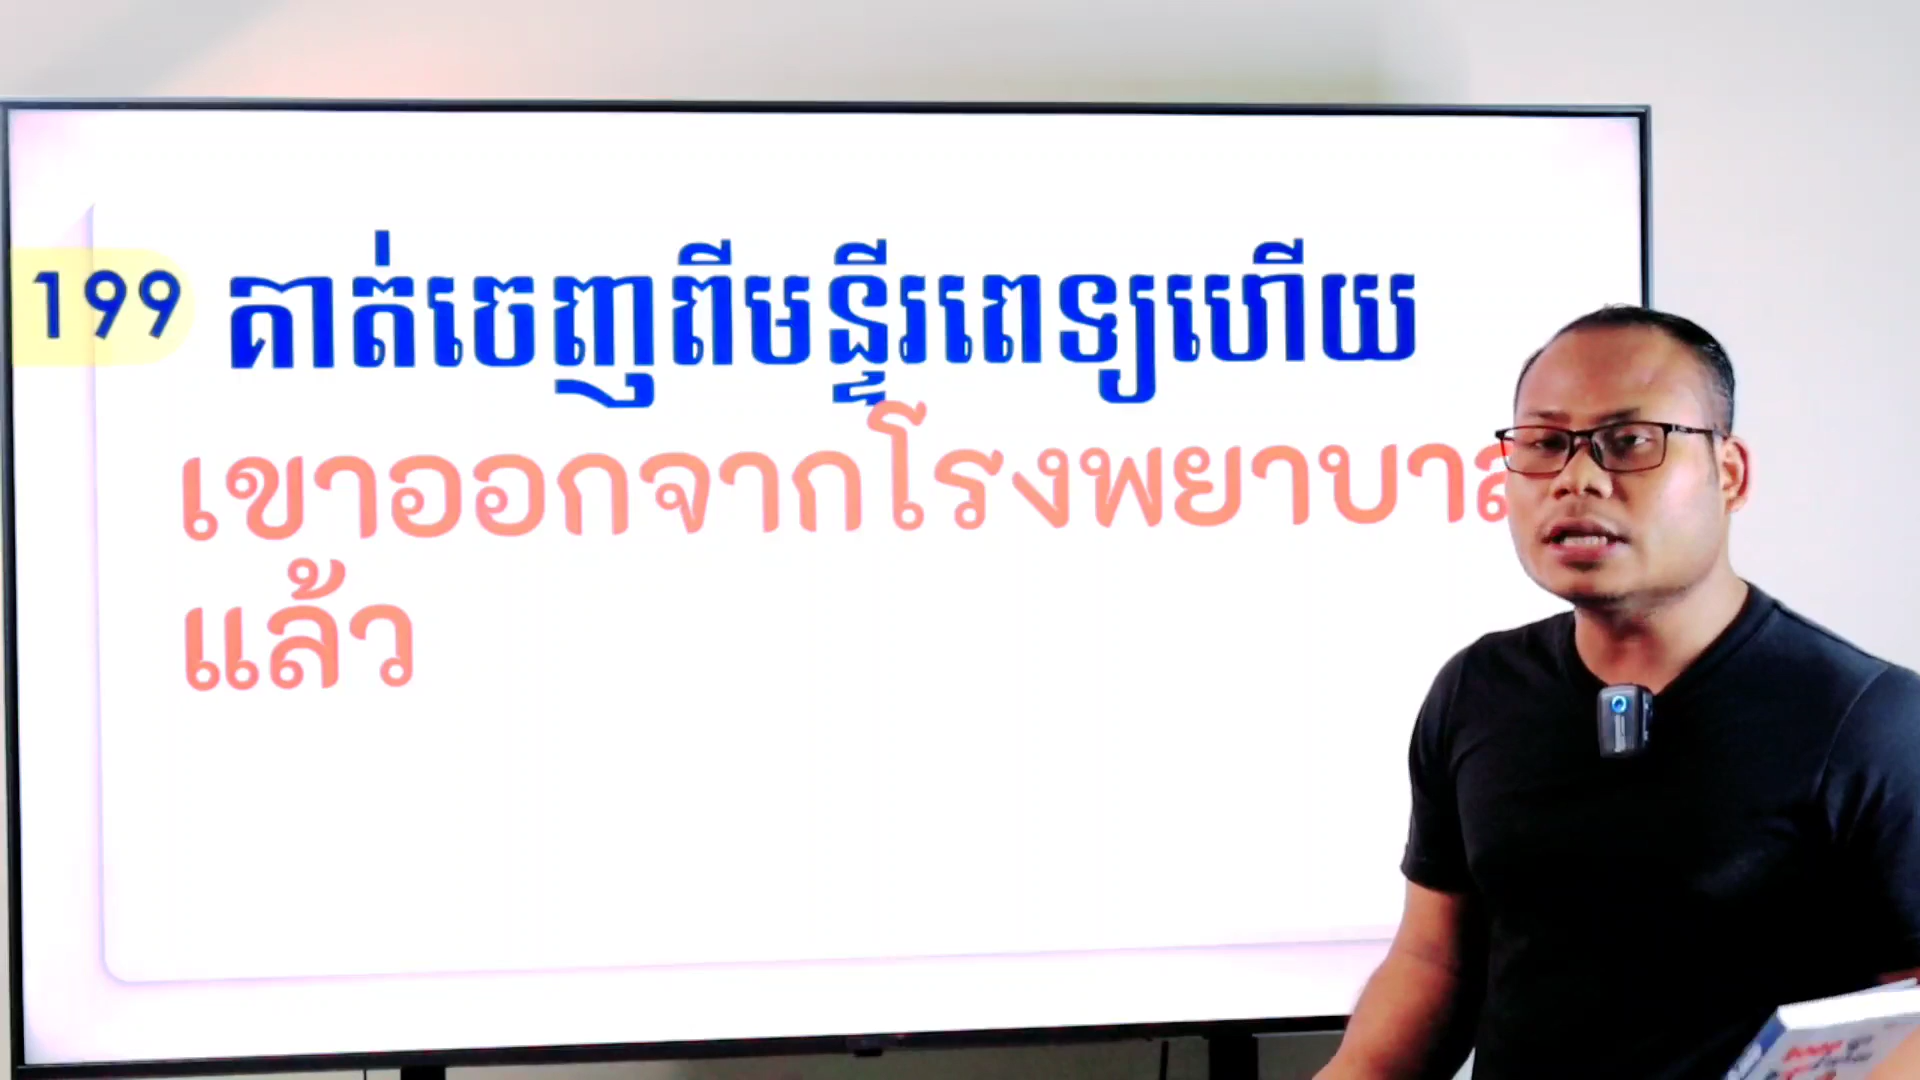 199 គាត់ចេញពីមន្ទីរពេទ្យហើយ
เขาออกจากโรงพยาบาล
แล้ว